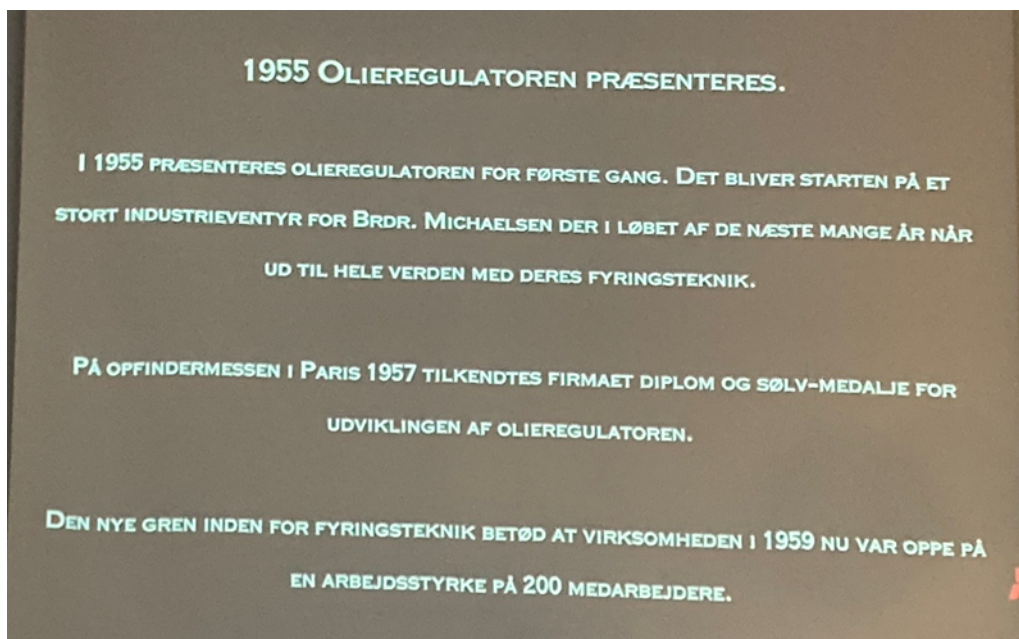 1955 Olieregulatoren præsenteres.
I 1955 præsenteres olieregulatoren for første gang. Det bliver starten på et
stort industrieventyr for Brdr. Michaelsen der i løbet af de næste mange år når
ud til hele verden med deres fyringsteknik.
På opfindermessen i Paris 1957 tilkendtes firmaet diplom og sølv-medalje for
udviklingen af olieregulatoren.
Den nye gren inden for fyringsteknik betød at virksomheden i 1959 nu var oppe på
en arbejdsstyrke på 200 medarbejdere.